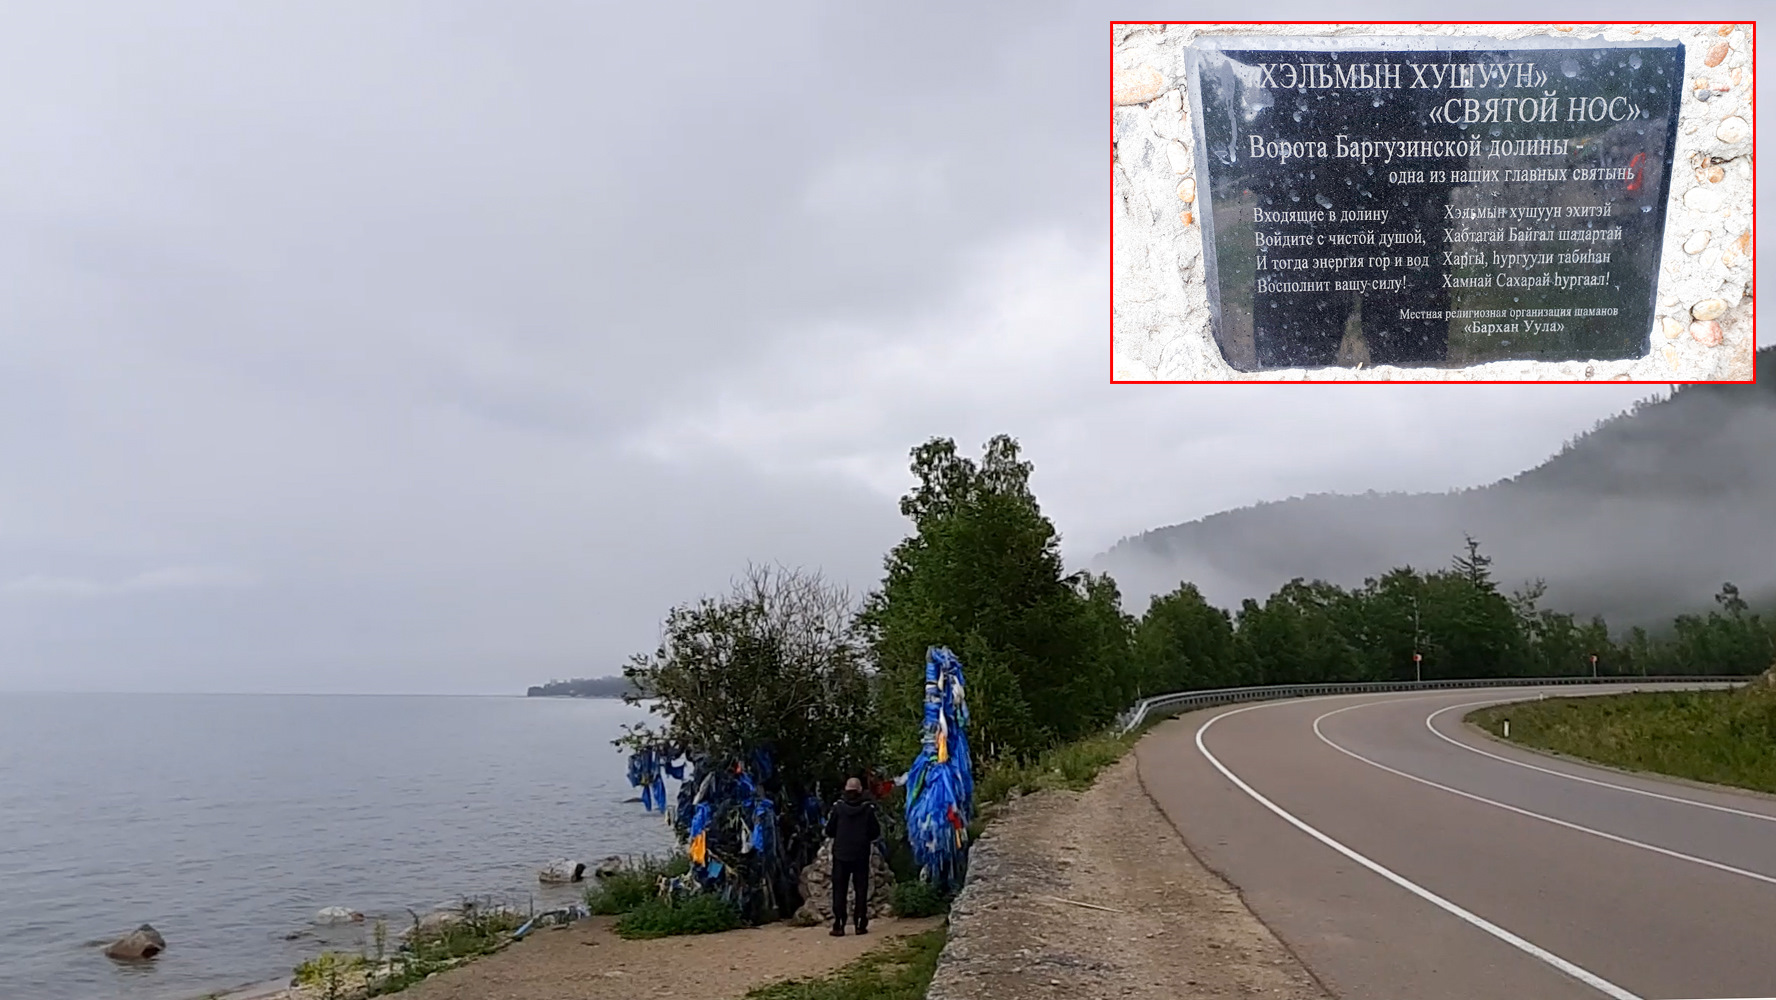 «ХЭЛЬМЫН ХУШУУН»
«СВЯТОЙ НОС»
Ворота Баргузинской долины -
одна из наших главных святынь
Входящие в долину
Войдите с чистой душой,
И тогда энергия гор и вод
Восполнит вашу силу!
Хэльмын хушуун эхитэй
Хабтагай Байгал шадартай
Харгы, һургуули табиһан
Хамнай Сахарай һургаал!
Местная религиозная организация шаманов
«Бархан Уула»